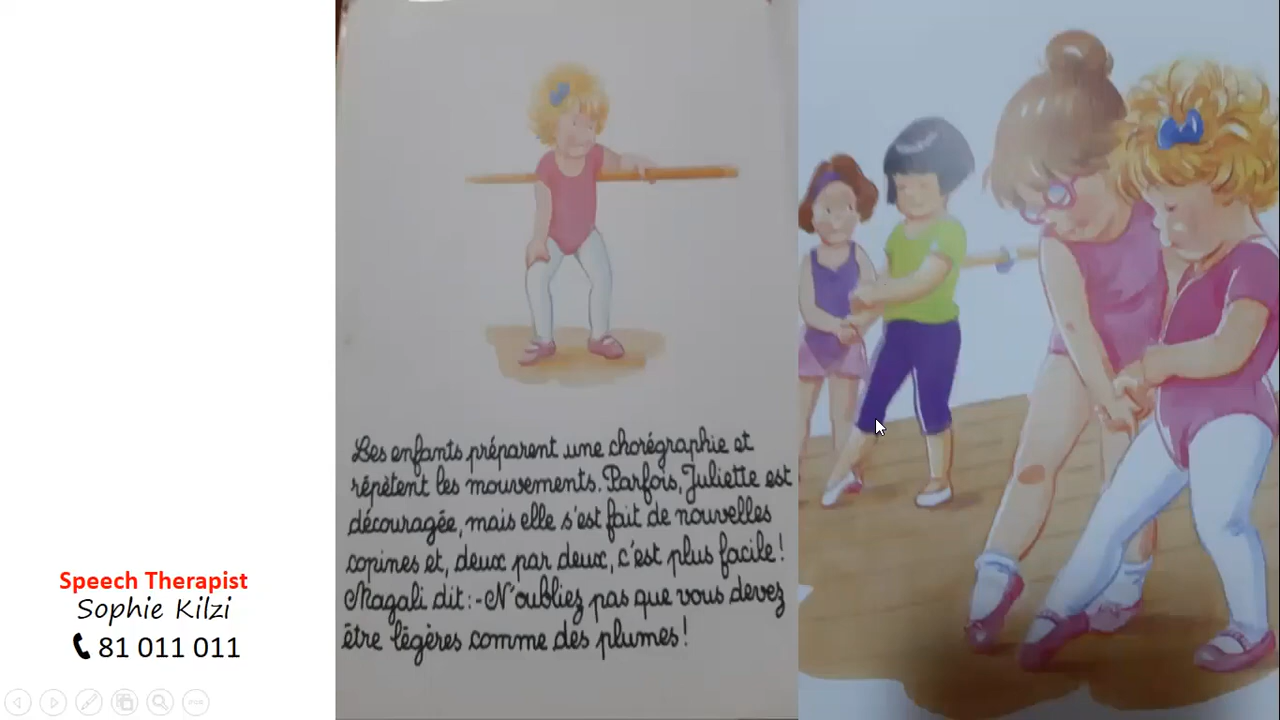 Speech Therapist
Sophie Kilzi
81 011 011
Les enfants préparent une chorégraphie et
répètent les mouvements. Parfois, Juliette est
découragée, mais elle s'est fait de nouvelles
copines et, deux par deux, c'est plus facile!
Magali dit:-N'oubliez pas que vous devez
être légères comme des plumes!